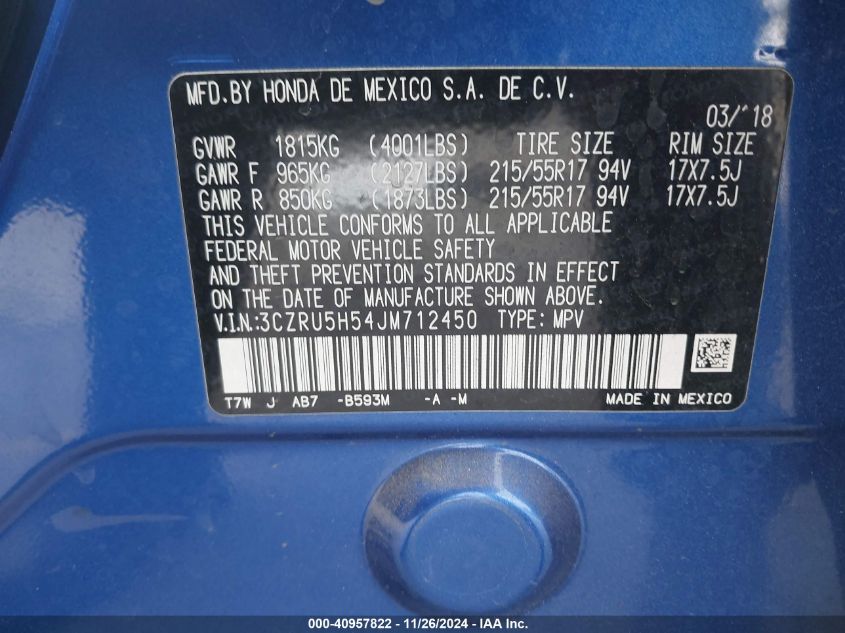 MFD.BY HONDA DE MEXICO S.A. DE C.V.
03/'18
GVWR 1815KG (4001LBS) TIRE SIZE RIM SIZE
GAWR F 965KG (2127LBS) 215/55R17 94V 17X7.5J
GAWR R 850KG (1873LBS) 215/55R17 94V 17X7.5J
THIS VEHICLE CONFORMS TO ALL APPLICABLE
FEDERAL MOTOR VEHICLE SAFETY
AND THEFT PREVENTION STANDARDS IN EFFECT
ON THE DATE OF MANUFACTURE SHOWN ABOVE.
V.I.N.:3CZRU5H54JM712450 TYPE: MPV
T7W J AB7 -B593M -A -M MADE IN MEXICO
000-40957822 - 11/26/2024 - IAA Inc.